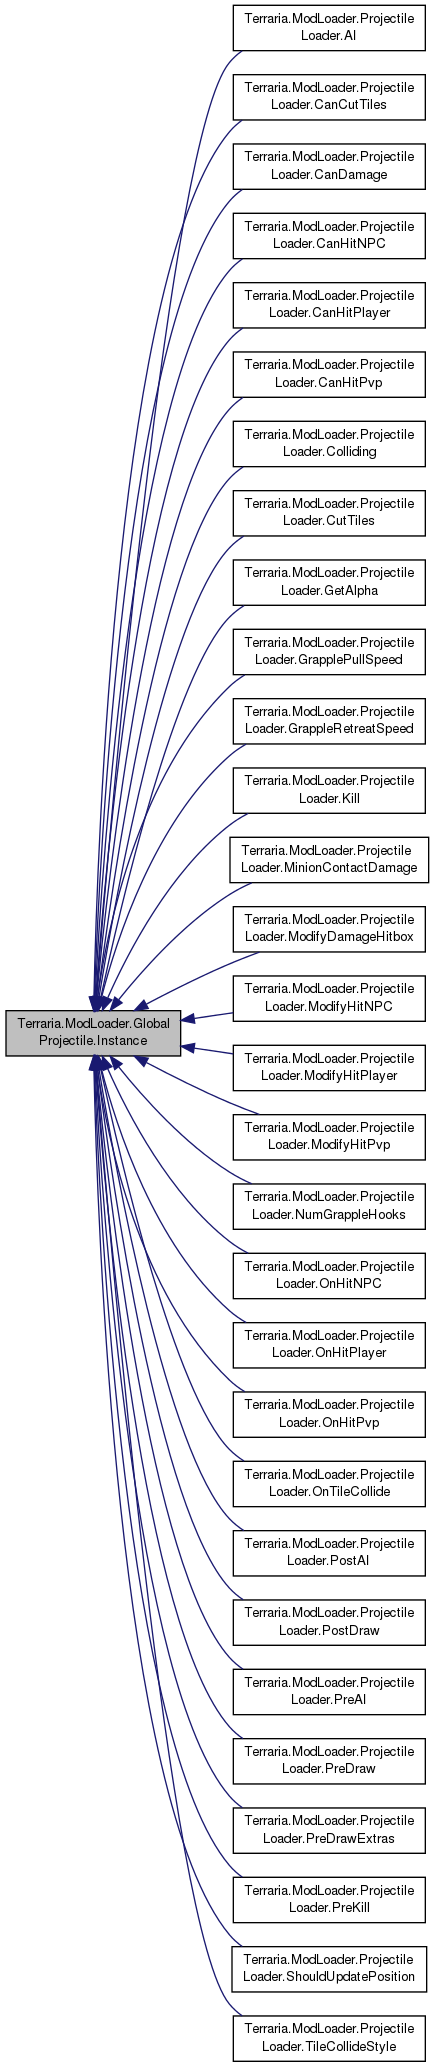 Terraria.ModLoader.Projectile
Loader.AI
Terraria.ModLoader.Projectile
Loader.CanCutTiles
Terraria.ModLoader.Projectile
Loader.CanDamage
Terraria.ModLoader.Projectile
Loader.CanHitNPC
Terraria.ModLoader.Projectile
Loader.CanHitPlayer
Terraria.ModLoader.Projectile
Loader.CanHitPvp
Terraria.ModLoader.Projectile
Loader.Colliding
Terraria.ModLoader.Projectile
Loader.CutTiles
Terraria.ModLoader.Projectile
Loader.GetAlpha
Terraria.ModLoader.Projectile
Loader.GrapplePullSpeed
Terraria.ModLoader.Projectile
Loader.GrappleRetreatSpeed
Terraria.ModLoader.Projectile
Loader.Kill
Terraria.ModLoader.Projectile
Loader.MinionContactDamage
Terraria.ModLoader.Projectile
Loader.ModifyDamageHitbox
Terraria.ModLoader.Global
Projectile.Instance
Terraria.ModLoader.Projectile
Loader.ModifyHitNPC
Terraria.ModLoader.Projectile
Loader.ModifyHitPlayer
Terraria.ModLoader.Projectile
Loader.ModifyHitPvp
Terraria.ModLoader.Projectile
Loader.NumGrappleHooks
Terraria.ModLoader.Projectile
Loader.OnHitNPC
Terraria.ModLoader.Projectile
Loader.OnHitPlayer
Terraria.ModLoader.Projectile
Loader.OnHitPvp
Terraria.ModLoader.Projectile
Loader.OnTileCollide
Terraria.ModLoader.Projectile
Loader.PostAI
Terraria.ModLoader.Projectile
Loader.PostDraw
Terraria.ModLoader.Projectile
Loader.PreAI
Terraria.ModLoader.Projectile
Loader.PreDraw
Terraria.ModLoader.Projectile
Loader.PreDrawExtras
Terraria.ModLoader.Projectile
Loader.PreKill
Terraria.ModLoader.Projectile
Loader.ShouldUpdatePosition
Terraria.ModLoader.Projectile
Loader.TileCollideStyle